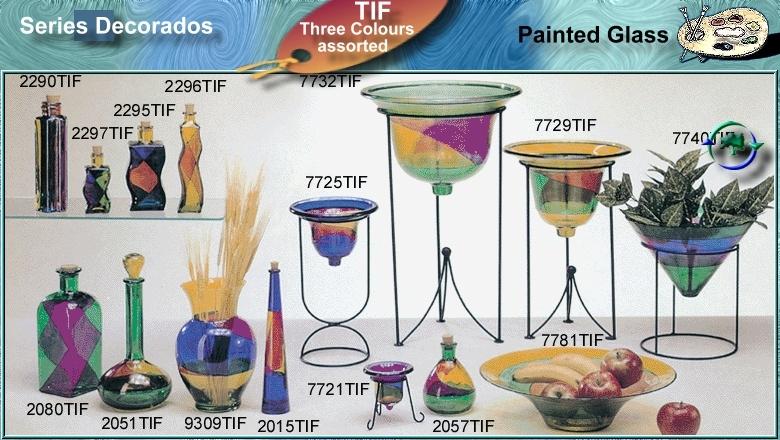 Series Decorados
TIF
Three Colours
assorted
Painted Glass
2290TIF
2296TIF
2295TIF
2297TIF
7732TIF
7729TIF
7740TIF
7725TIF
7781TIF
7721TIF
2080TIF
2051TIF
9309TIF
2015TIF
2057TIF